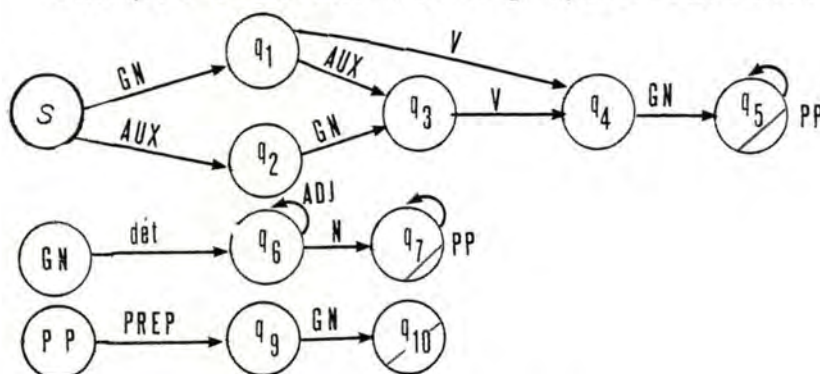 GN q1 V
AUX
S q3 V q4 GN q5 PP
AUX q2 GN
GN dét q6 ADJ N q7 PP
PP PREP q9 GN q10